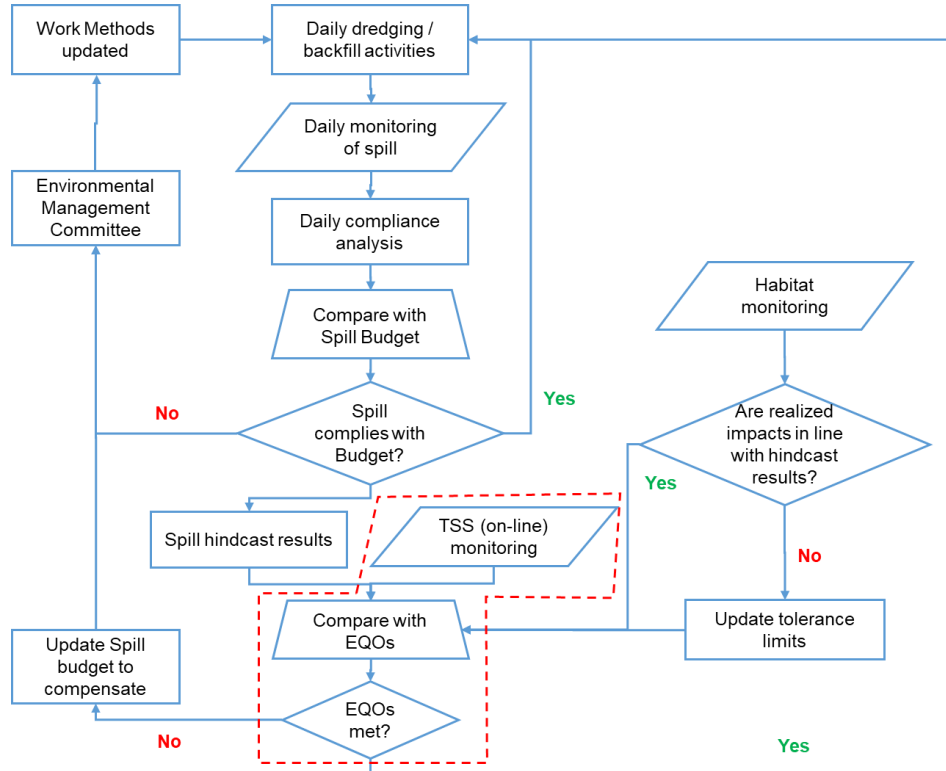 Work Methods
updated
Daily dredging /
backfill activities
Daily monitoring
of spill
Environmental
Management
Committee
Daily compliance
analysis
Compare with
Spill Budget
Habitat
monitoring
No
Spill
complies with
Budget?
Yes
Are realized
impacts in line
with hindcast
results?
Yes
Spill hindcast results
TSS (on-line)
monitoring
No
Compare with
EQOs
Update tolerance
limits
Update Spill
budget to
compensate
EQOs
met?
No
Yes